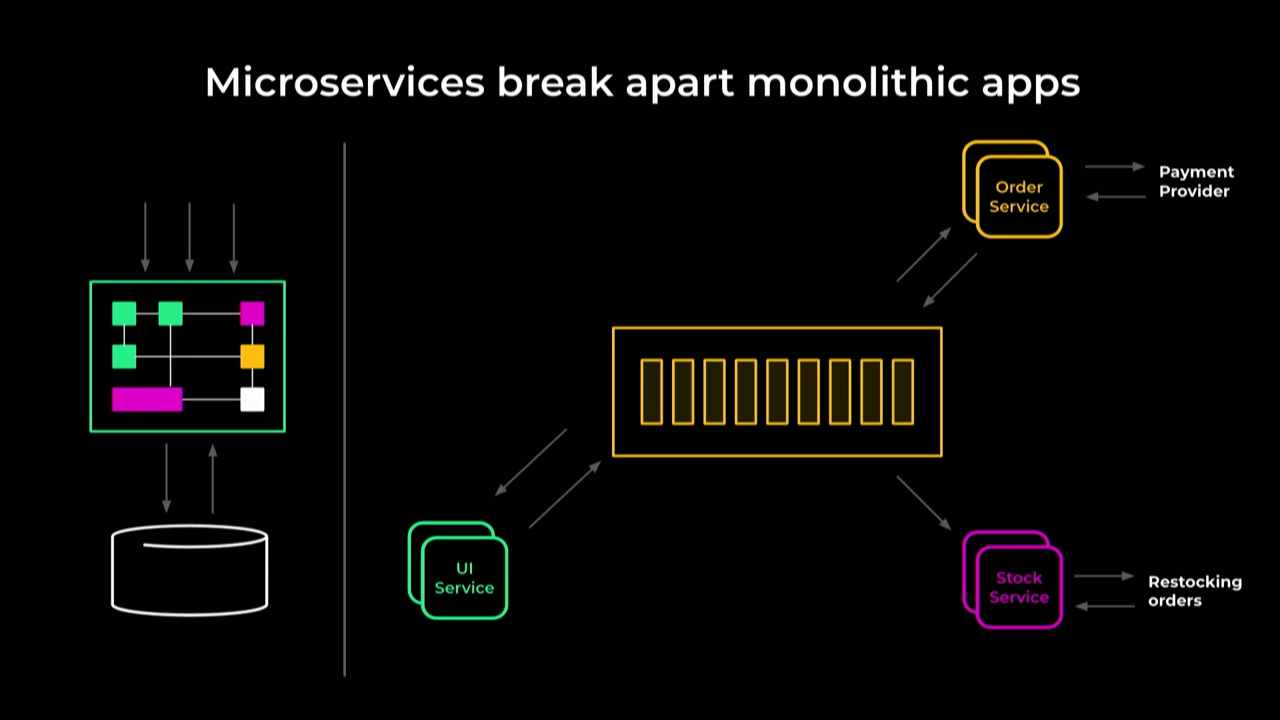 Microservices break apart monolithic apps
Order
Service
Payment
Provider
UI
Service
Stock
Service
Restocking
orders